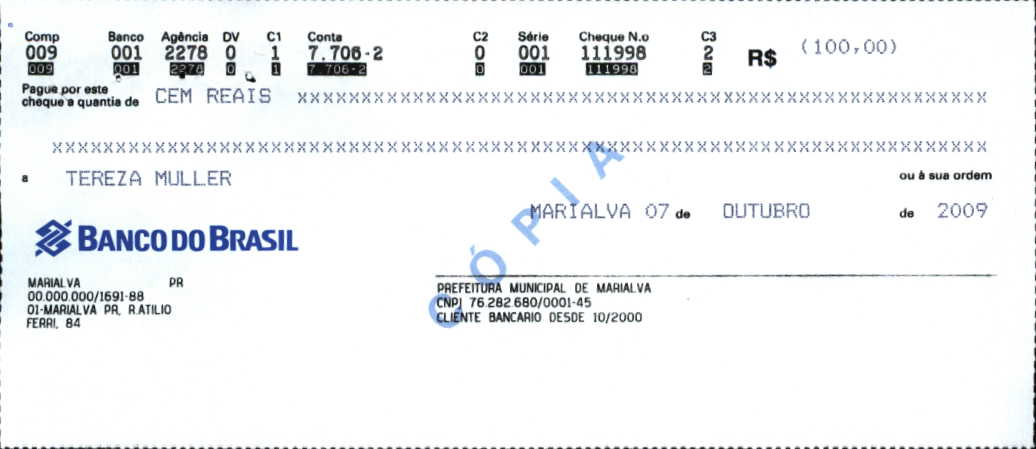 Comp Banco Agência DV C1 Conta C2 Série Cheque N.o C3
009 001 2278 0 1 7.706-2 0 001 111998 2 R$ (100,00)
009 001 2278 0 1 7.706-2 0 001 111998 2
Pague por este
cheque a quantia de CEM REAIS XXXXXXXXXXXXXXXXXXXXXXXXXXXXXXXXXXXXXXXXXXXXXXXXXXXXXX
XXXXXXXXXXXXXXXXXXXXXXXXXXXXXXXXXXXXXXXXXXXXXXXXXXXXXXXXXXXXXXXXXXXXXXXXX
a TEREZA MULLER ou à sua ordem
MARIALVA 07 de OUTUBRO de 2009
CÓPIA
BANCO DO BRASIL
MARIALVA PR
00.000.000/1691-88
01-MARIALVA PR, R.ATILIO
FERRI, 84
PREFEITURA MUNICIPAL DE MARIALVA
CNPJ 76.282.680/0001-45
CLIENTE BANCARIO DESDE 10/2000